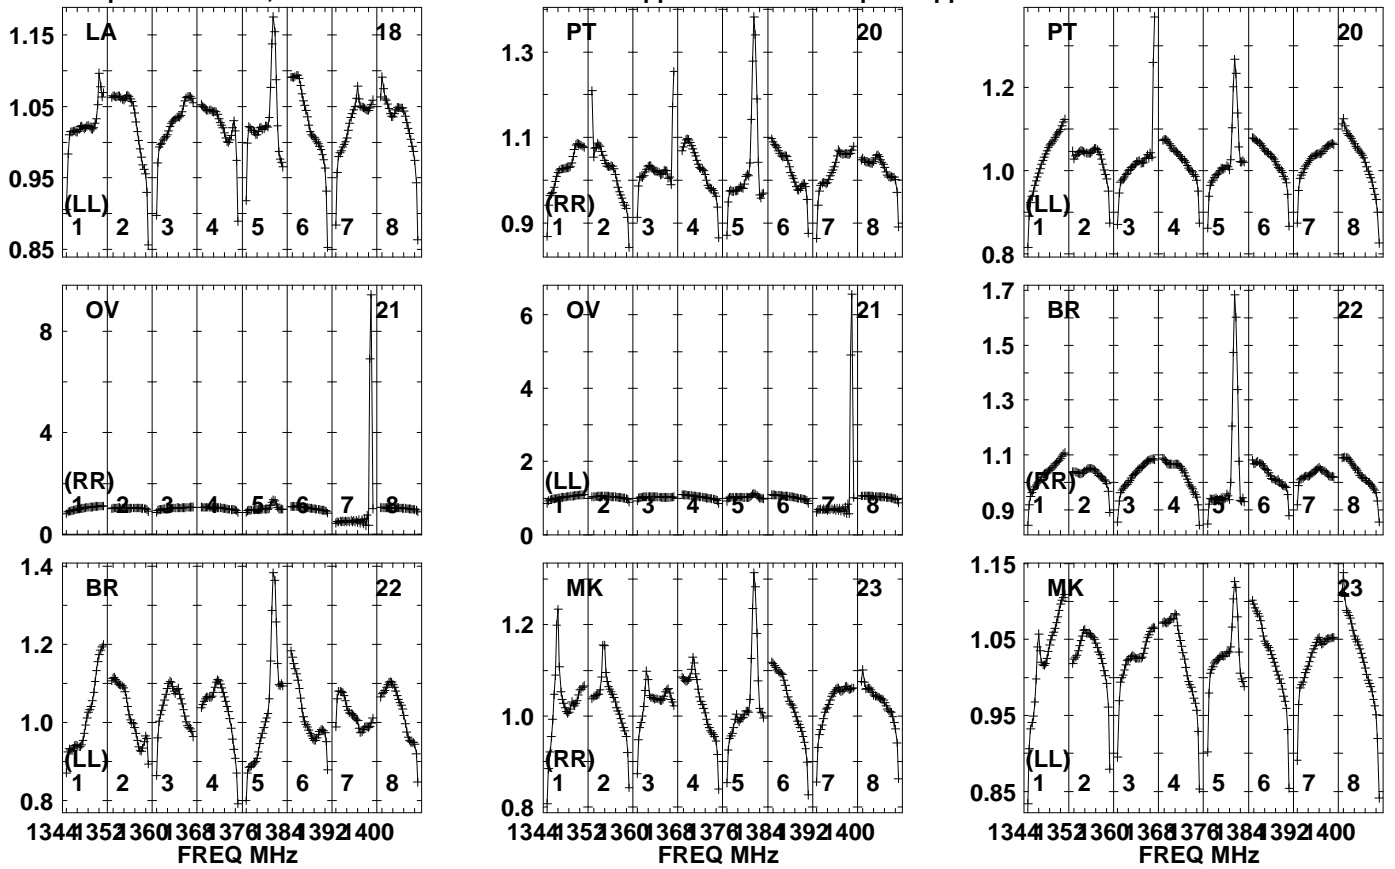 LA 18
1.15
1.05
0.95
0.85
(LL)
1 2 3 4 5 6 7 8
PT 20
1.3
1.1
0.9
(RR)
1 2 3 4 5 6 7 8
PT 20
1.2
1.0
0.8
(LL)
1 2 3 4 5 6 7 8
OV 21
8
4
0
(RR)
1 2 3 4 5 6 7 8
OV 21
6
4
2
0
(LL)
1 2 3 4 5 6 7 8
BR 22
1.7
1.5
1.3
1.1
0.9
(RR)
1 2 3 4 5 6 7 8
BR 22
1.4
1.2
1.0
0.8
(LL)
1 2 3 4 5 6 7 8
1344 1352 1360 1368 1376 1384 1392 1400
FREQ MHz
MK 23
1.2
1.0
0.8
(RR)
1 2 3 4 5 6 7 8
1344 1352 1360 1368 1376 1384 1392 1400
FREQ MHz
MK 23
1.15
1.05
0.95
0.85
(LL)
1 2 3 4 5 6 7 8
1344 1352 1360 1368 1376 1384 1392 1400
FREQ MHz